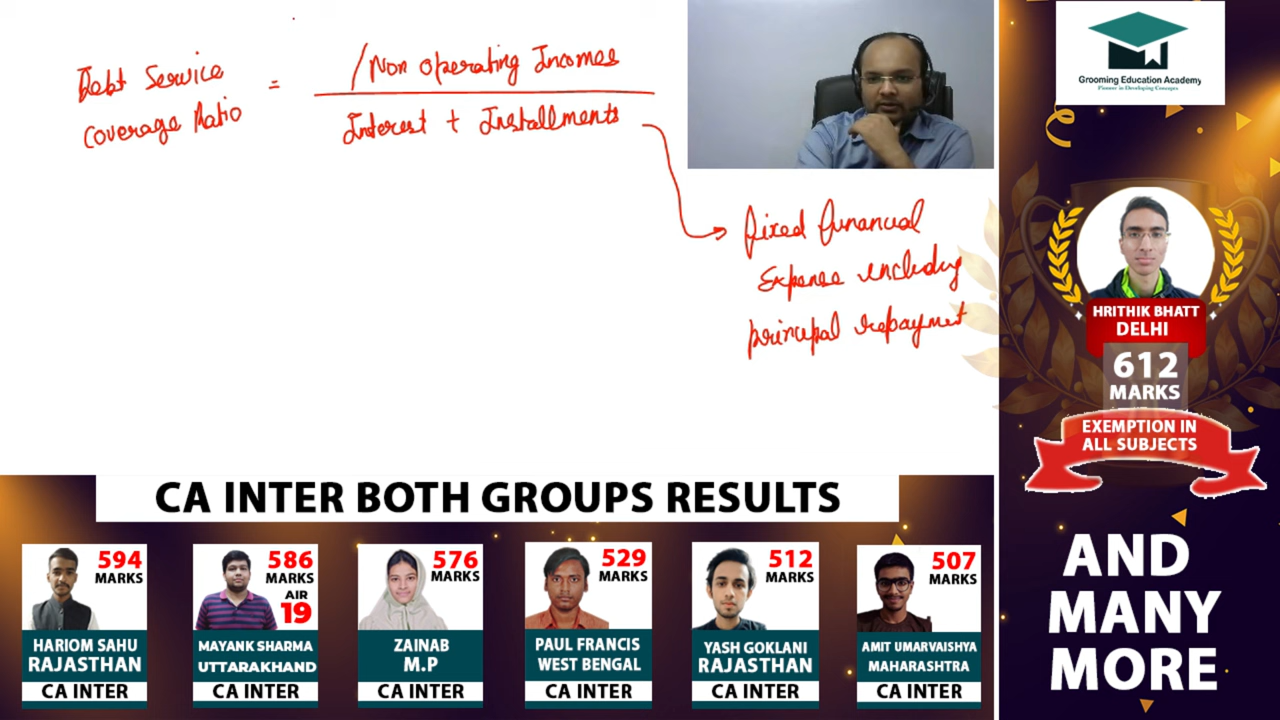 Debt Service
Coverage Ratio
=
/Non operating Incomes
Interest + Installments
fixed financial
Expense including
principal repayment
Grooming Education Academy
Pioneer in Developing Concepts
HRITHIK BHATT
DELHI
612
MARKS
EXEMPTION IN
ALL SUBJECTS
AND
MANY
MORE
CA INTER BOTH GROUPS RESULTS
594
MARKS
HARIOM SAHU
RAJASTHAN
CA INTER
586
MARKS
AIR
19
MAYANK SHARMA
UTTARAKHAND
CA INTER
576
MARKS
ZAINAB
M.P
CA INTER
529
MARKS
PAUL FRANCIS
WEST BENGAL
CA INTER
512
MARKS
YASH GOKLANI
RAJASTHAN
CA INTER
507
MARKS
AMIT UMARVAISHYA
MAHARASHTRA
CA INTER